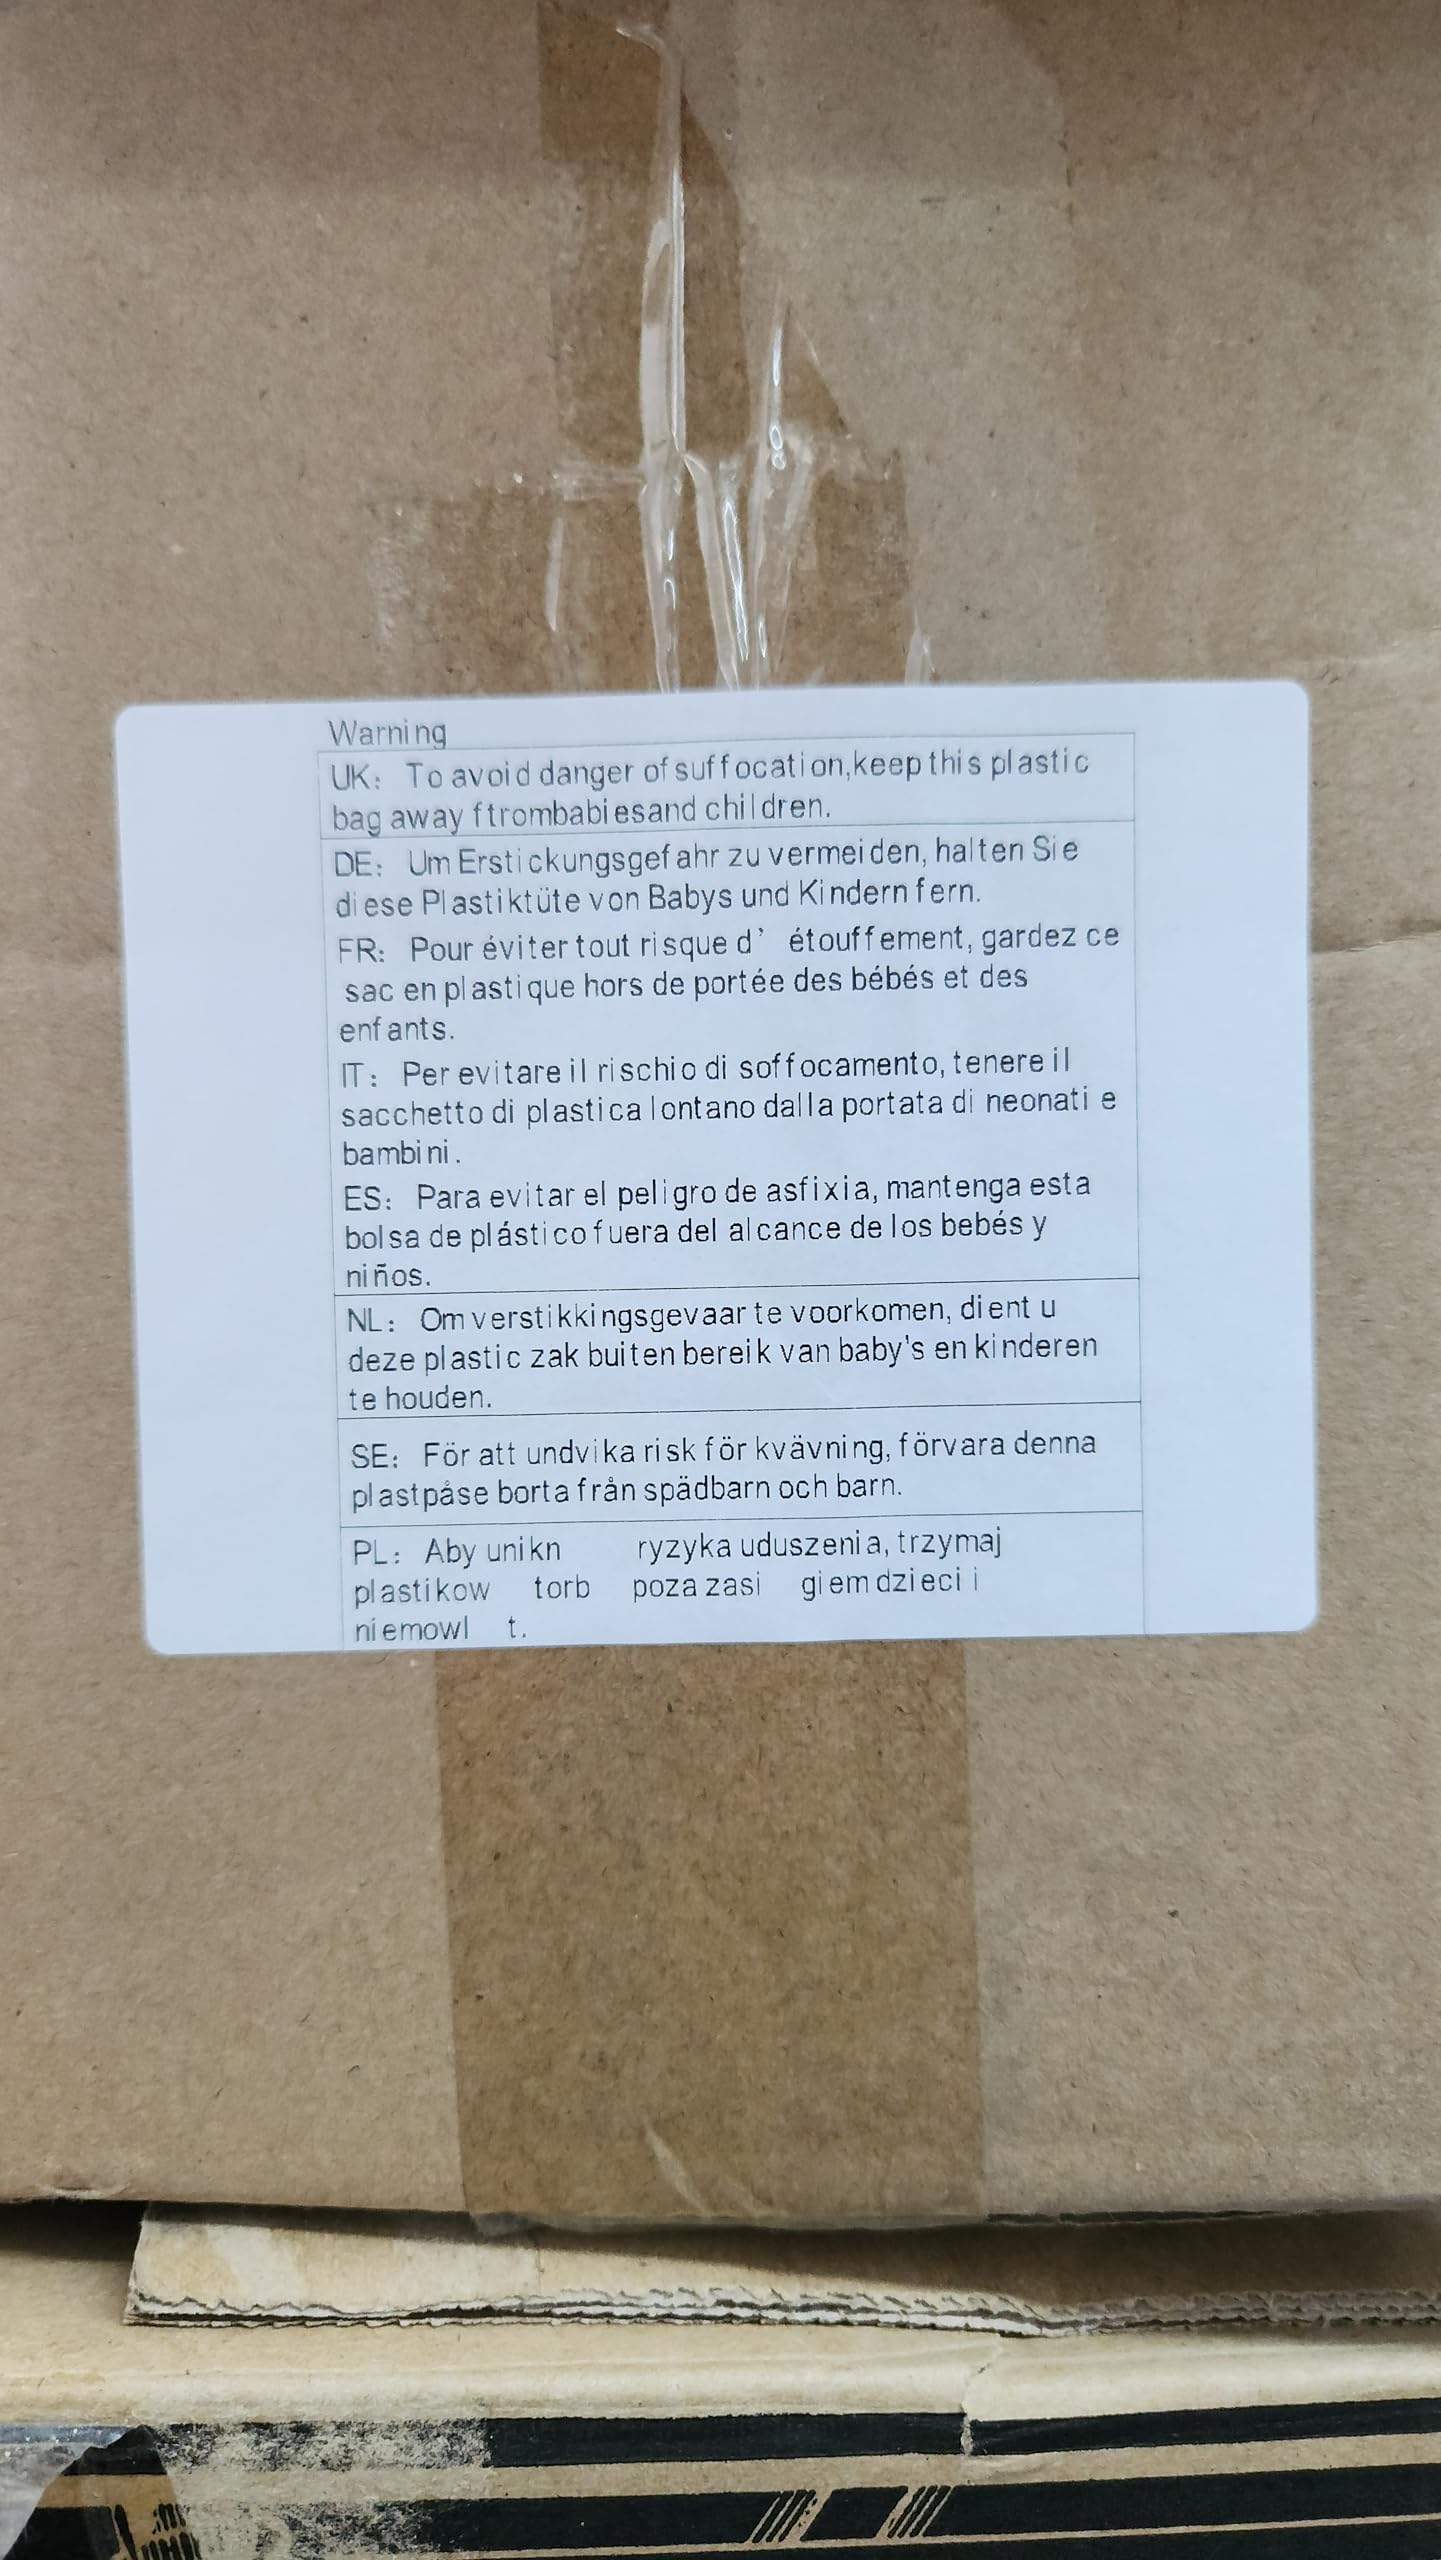 Warning
UK: To avoid danger of suffocation,keep this plastic
bag away ftrombabiesand children.
DE: Um Erstickungsgefahr zu vermeiden, halten Sie
diese Plastiktüte von Babys und Kindern fern.
FR: Pour éviter tout risque d’ étouffement, gardez ce
sac en plastique hors de portée des bébés et des
enfants.
IT: Per evitare il rischio di soffocamento, tenere il
sacchetto di plastica lontano dalla portata di neonati e
bambini.
ES: Para evitar el peligro de asfixia, mantenga esta
bolsa de plástico fuera del alcance de los bebés y
niños.
NL: Om verstikkingsgevaar te voorkomen, dient u
deze plastic zak buiten bereik van baby's en kinderen
te houden.
SE: För att undvika risk för kvävning, förvara denna
plastpåse borta från spädbarn och barn.
PL: Aby unikn ryzyka uduszenia, trzymaj
plastikow torb poza zasi giem dzieci i
niemowl t.